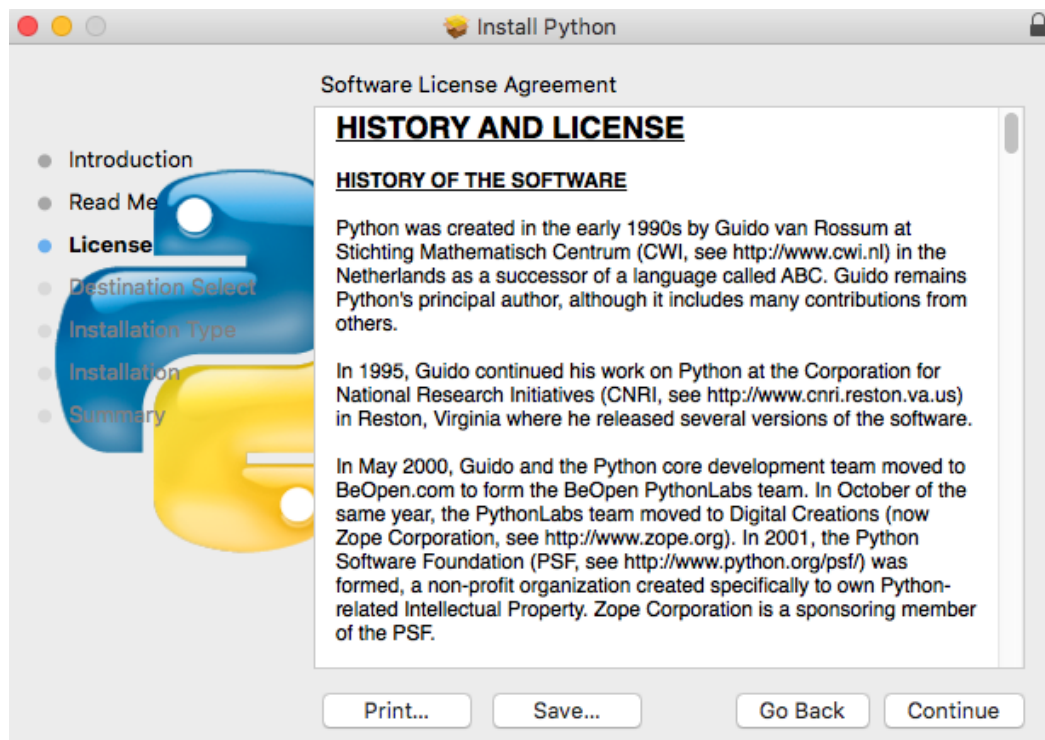 Install Python
Software License Agreement
Introduction
Read Me
License
Destination Select
Installation Type
Installation
Summary
HISTORY AND LICENSE
HISTORY OF THE SOFTWARE
Python was created in the early 1990s by Guido van Rossum at
Stichting Mathematisch Centrum (CWI, see http://www.cwi.nl) in the
Netherlands as a successor of a language called ABC. Guido remains
Python's principal author, although it includes many contributions from
others.
In 1995, Guido continued his work on Python at the Corporation for
National Research Initiatives (CNRI, see http://www.cnri.reston.va.us)
in Reston, Virginia where he released several versions of the software.
In May 2000, Guido and the Python core development team moved to
BeOpen.com to form the BeOpen PythonLabs team. In October of the
same year, the PythonLabs team moved to Digital Creations (now
Zope Corporation, see http://www.zope.org). In 2001, the Python
Software Foundation (PSF, see http://www.python.org/psf/) was
formed, a non-profit organization created specifically to own Python-
related Intellectual Property. Zope Corporation is a sponsoring member
of the PSF.
Print...
Save...
Go Back
Continue